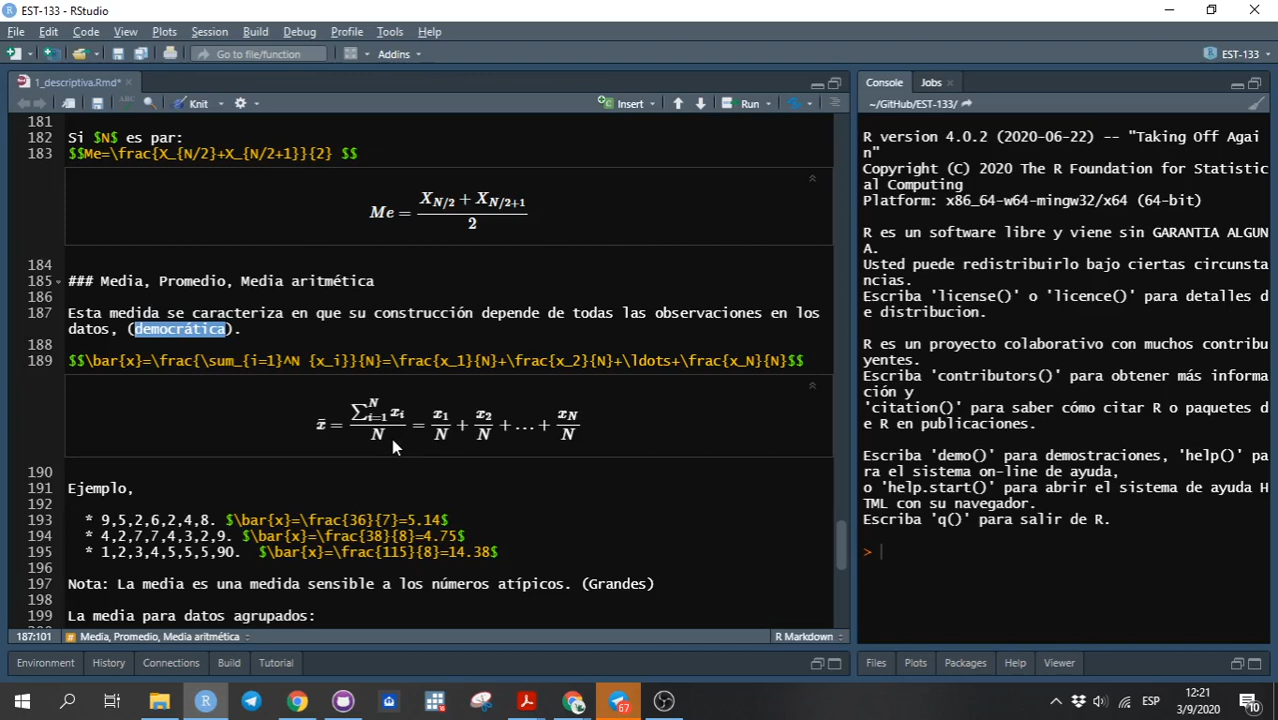 EST-133 - RStudio
File Edit Code View Plots Session Build Debug Profile Tools Help
Go to file/function Addins EST-133
1_descriptiva.Rmd*
ABC Knit Insert Run
181
182 Si $N$ es par:
183 $$Me=\frac{X_{N/2}+X_{N/2+1}}{2} $$
Me = X_{N/2} + X_{N/2+1} / 2
184
185 ### Media, Promedio, Media aritmética
186
187 Esta medida se caracteriza en que su construcción depende de todas las observaciones en los
datos, (democrática).
188
189 $$\bar{x}=\frac{\sum_{i=1}^N {x_i}}{N}=\frac{x_1}{N}+\frac{x_2}{N}+\ldots+\frac{x_N}{N}$$
x̄ = ∑_{i=1}^N x_i / N = x_1/N + x_2/N + … + x_N/N
190
191 Ejemplo,
192
193 * 9,5,2,6,2,4,8. $\bar{x}=\frac{36}{7}=5.14$
194 * 4,2,7,7,4,3,2,9. $\bar{x}=\frac{38}{8}=4.75$
195 * 1,2,3,4,5,5,5,90. $\bar{x}=\frac{115}{8}=14.38$
196
197 Nota: La media es una medida sensible a los números atípicos. (Grandes)
198
199 La media para datos agrupados:
187:101 Media, Promedio, Media aritmética R Markdown
Environment History Connections Build Tutorial
Console Jobs
~/GitHub/EST-133/
R version 4.0.2 (2020-06-22) -- "Taking Off Agai
n"
Copyright (C) 2020 The R Foundation for Statistic
al Computing
Platform: x86_64-w64-mingw32/x64 (64-bit)
R es un software libre y viene sin GARANTIA ALGUN
A.
Usted puede redistribuirlo bajo ciertas circunsta
ncias.
Escriba 'license()' o 'licence()' para detalles d
e distribucion.
R es un proyecto colaborativo con muchos contribu
yentes.
Escriba 'contributors()' para obtener más informa
ción y
'citation()' para saber cómo citar R o paquetes d
e R en publicaciones.
Escriba 'demo()' para demostraciones, 'help()' pa
ra el sistema on-line de ayuda,
o 'help.start()' para abrir el sistema de ayuda H
TML con su navegador.
Escriba 'q()' para salir de R.
>
Files Plots Packages Help Viewer
67 ESP 12:21
3/9/2020 10